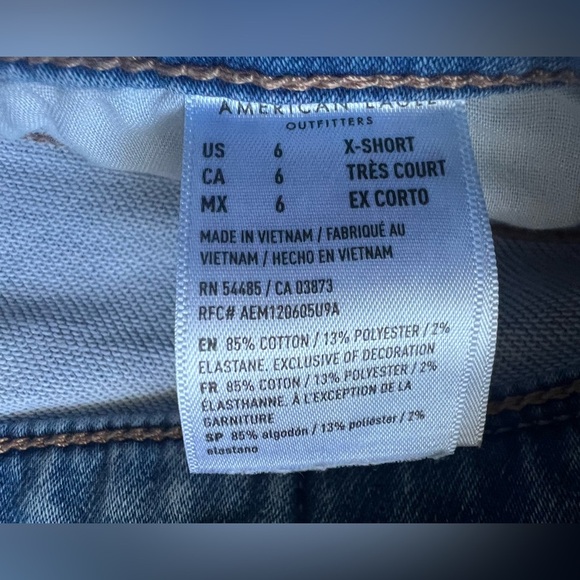 AMERICAN EAGLE
OUTFITTERS
US 6 X-SHORT
CA 6 TRÈS COURT
MX 6 EX CORTO
MADE IN VIETNAM / FABRIQUÉ AU
VIETNAM / HECHO EN VIETNAM
RN 54485 / CA 03873
RFC# AEM120605U9A
EN 85% COTTON / 13% POLYESTER / 2%
ELASTANE. EXCLUSIVE OF DECORATION
FR 85% COTON / 13% POLYESTER / 2%
ÉLASTHANNE. À L'EXCEPTION DE LA
GARNITURE
SP 85% algodón / 13% poliéster / 2%
elastano